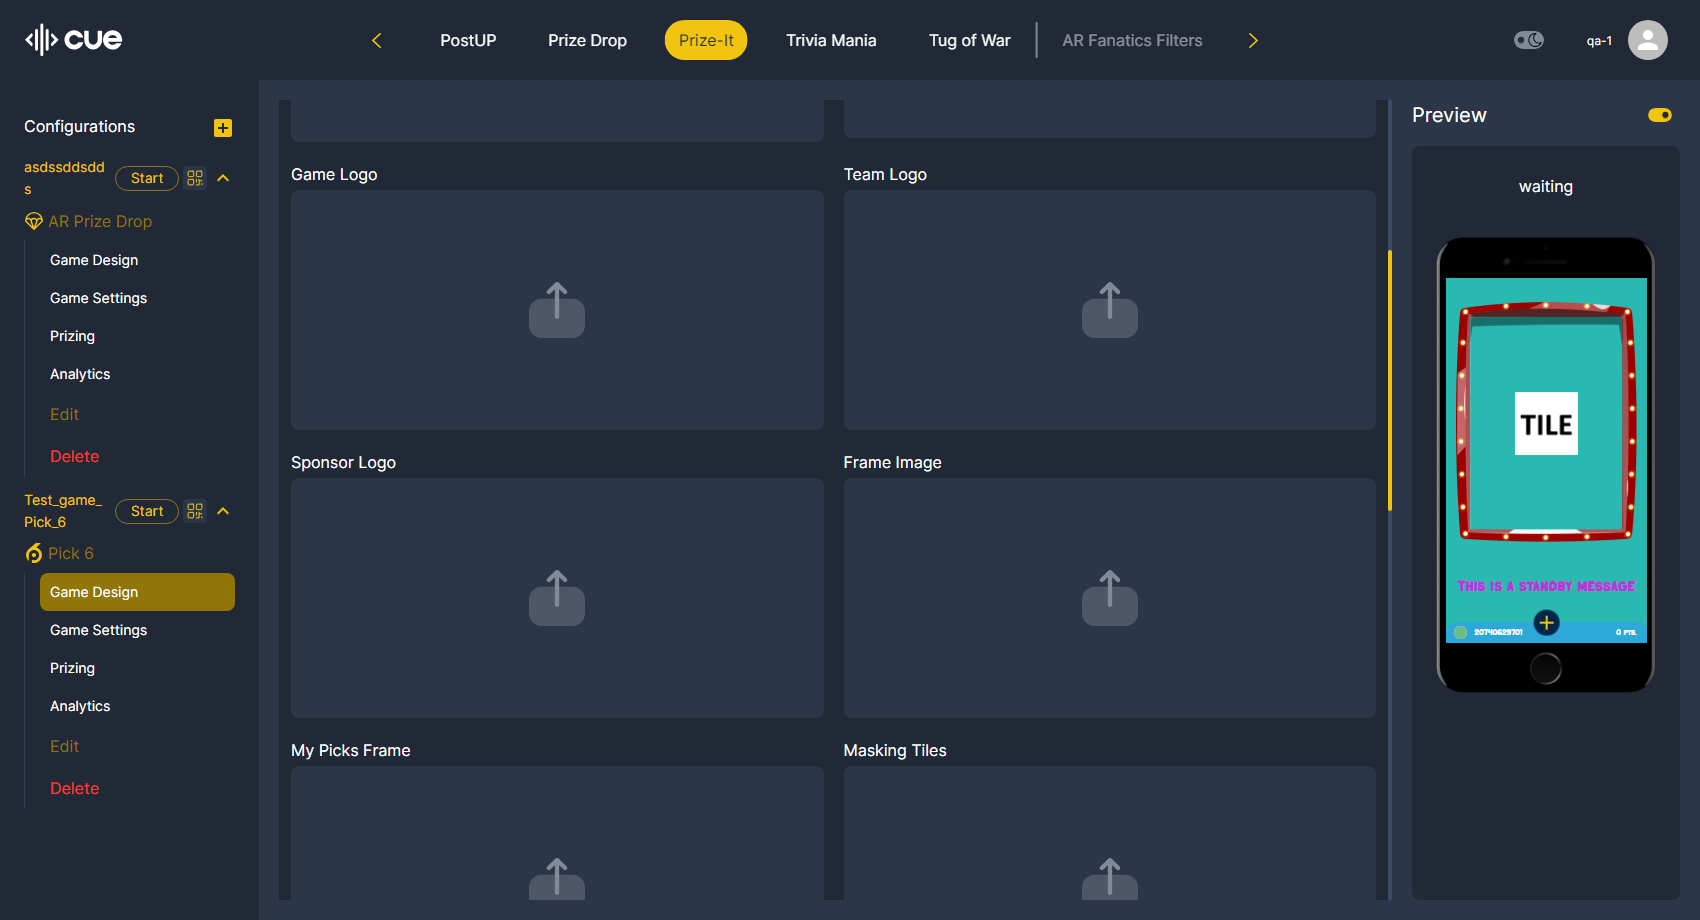 cue
PostUP
Prize Drop
Prize-It
Trivia Mania
Tug of War
AR Fanatics Filters
qa-1
Configurations
asdssddsdd
s
Start
AR Prize Drop
Game Design
Game Settings
Prizing
Analytics
Edit
Delete
Test_game_
Pick_6
Start
Pick 6
Game Design
Game Settings
Prizing
Analytics
Edit
Delete
Game Logo
Team Logo
Sponsor Logo
Frame Image
My Picks Frame
Masking Tiles
Preview
waiting
TILE
THIS IS A STANDBY MESSAGE
20740629701
0 PTS.